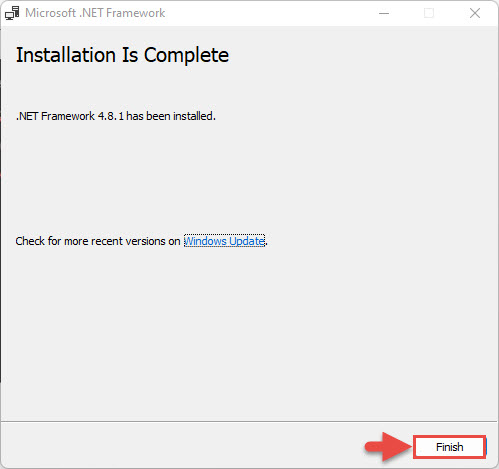 Microsoft .NET Framework
Installation Is Complete
.NET Framework 4.8.1 has been installed.
Check for more recent versions on Windows Update.
Finish